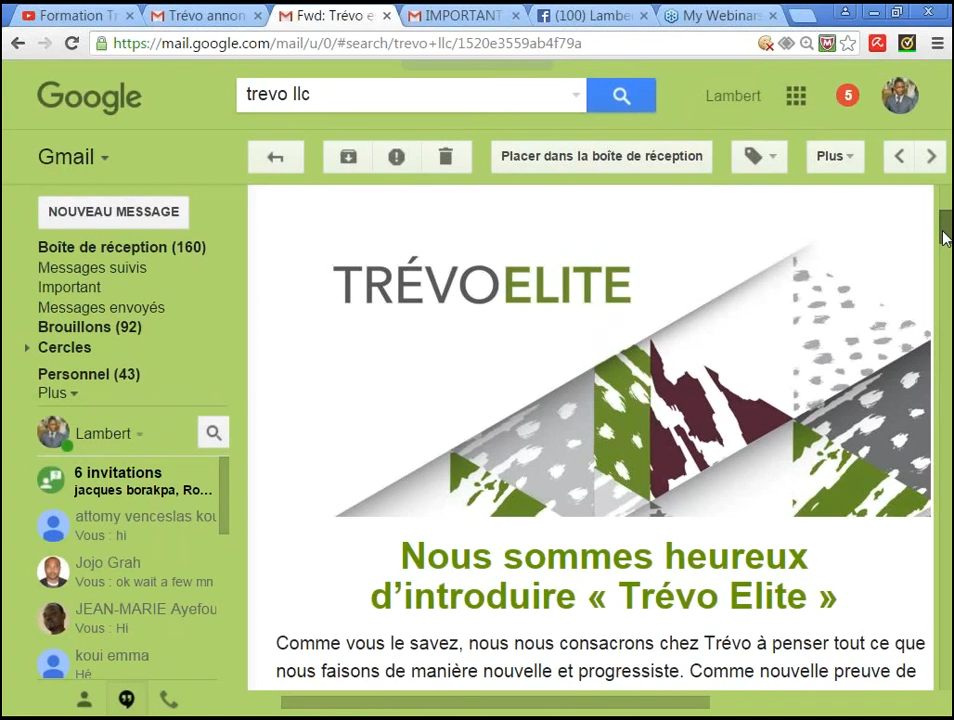 Formation Tr
Trévo annon
Fwd: Trévo e
IMPORTANT
(100) Lambe
My Webinars
https://mail.google.com/mail/u/0/#search/trevo+llc/1520e3559ab4f79a
Google
trevo llc
Lambert
5
Gmail
Placer dans la boîte de réception
Plus
NOUVEAU MESSAGE
Boîte de réception (160)
Messages suivis
Important
Messages envoyés
Brouillons (92)
Cercles
Personnel (43)
Plus
Lambert
6 invitations
jacques borakpa, Ro...
attomy venceslas kou
Vous : hi
Jojo Grah
Vous : ok wait a few mn
JEAN-MARIE Ayefou
Vous : Hi
koui emma
Hé
TRÉVOELITE
Nous sommes heureux
d’introduire « Trévo Elite »
Comme vous le savez, nous nous consacrons chez Trévo à penser tout ce que
nous faisons de manière nouvelle et progressiste. Comme nouvelle preuve de